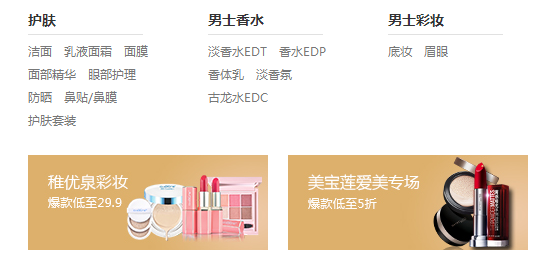 护肤
洁面 乳液面霜 面膜
面部精华 眼部护理
防晒 鼻贴/鼻膜
护肤套装
男士香水
淡香水EDT 香水EDP
香体乳 淡香氛
古龙水EDC
男士彩妆
底妆 眉眼
稚优泉彩妆
爆款低至29.9
美宝莲爱美专场
爆款低至5折